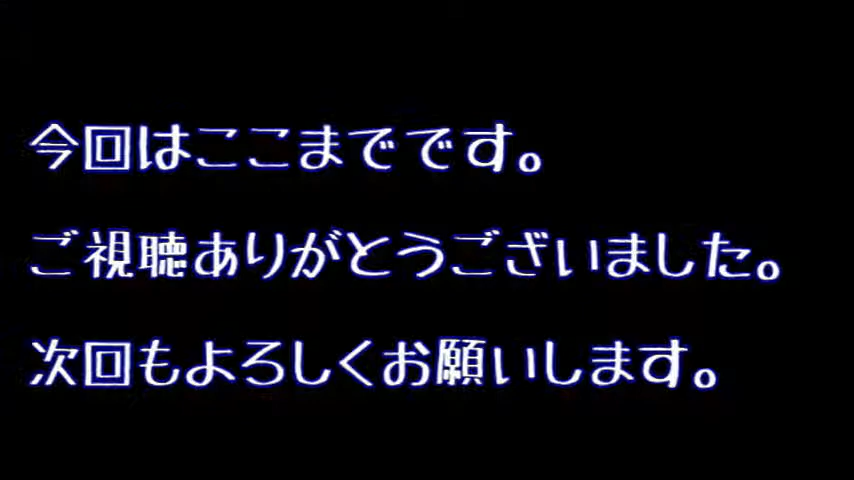 今回はここまでです。
ご視聴ありがとうございました。
次回もよろしくお願いします。